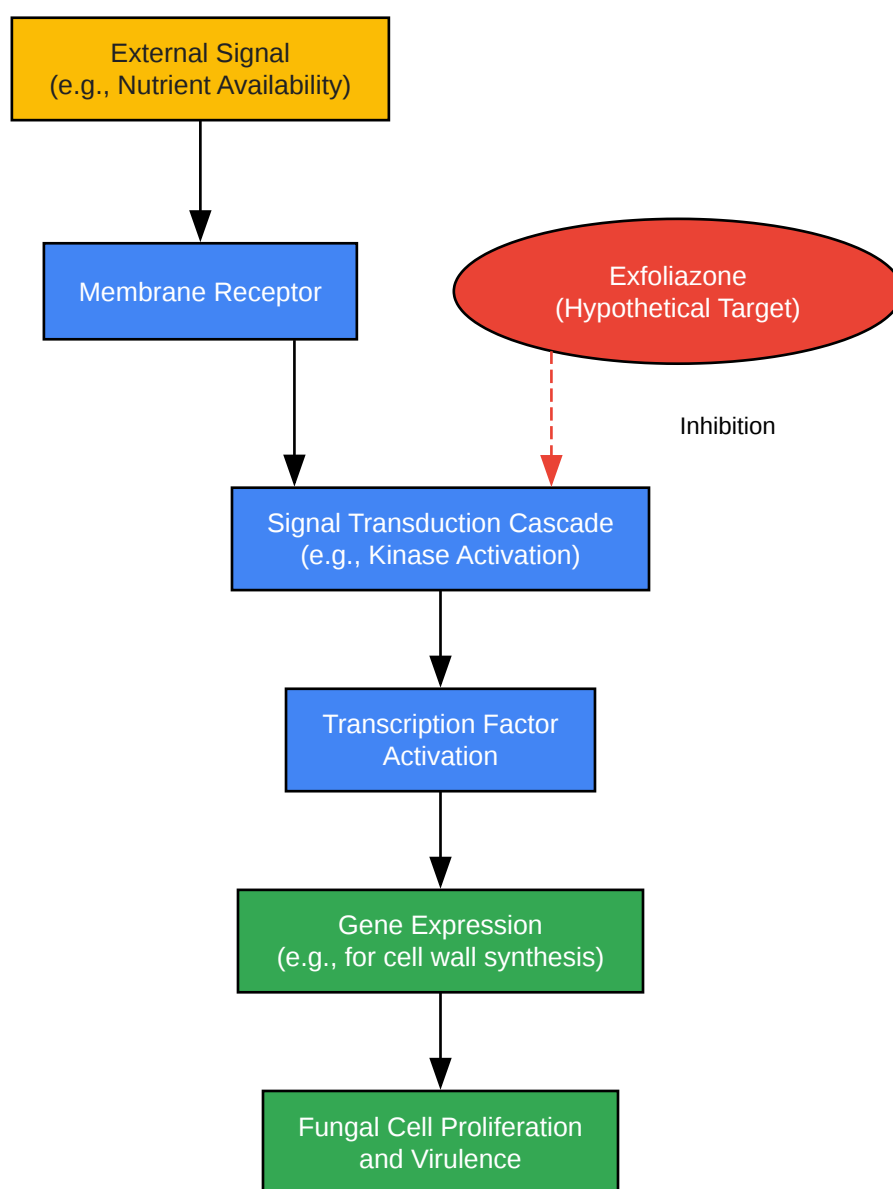 External Signal
(e.g., Nutrient Availability)
Membrane Receptor
Exfoliazone
(Hypothetical Target)
Inhibition
Signal Transduction Cascade
(e.g., Kinase Activation)
Transcription Factor
Activation
Gene Expression
(e.g., for cell wall synthesis)
Fungal Cell Proliferation
and Virulence